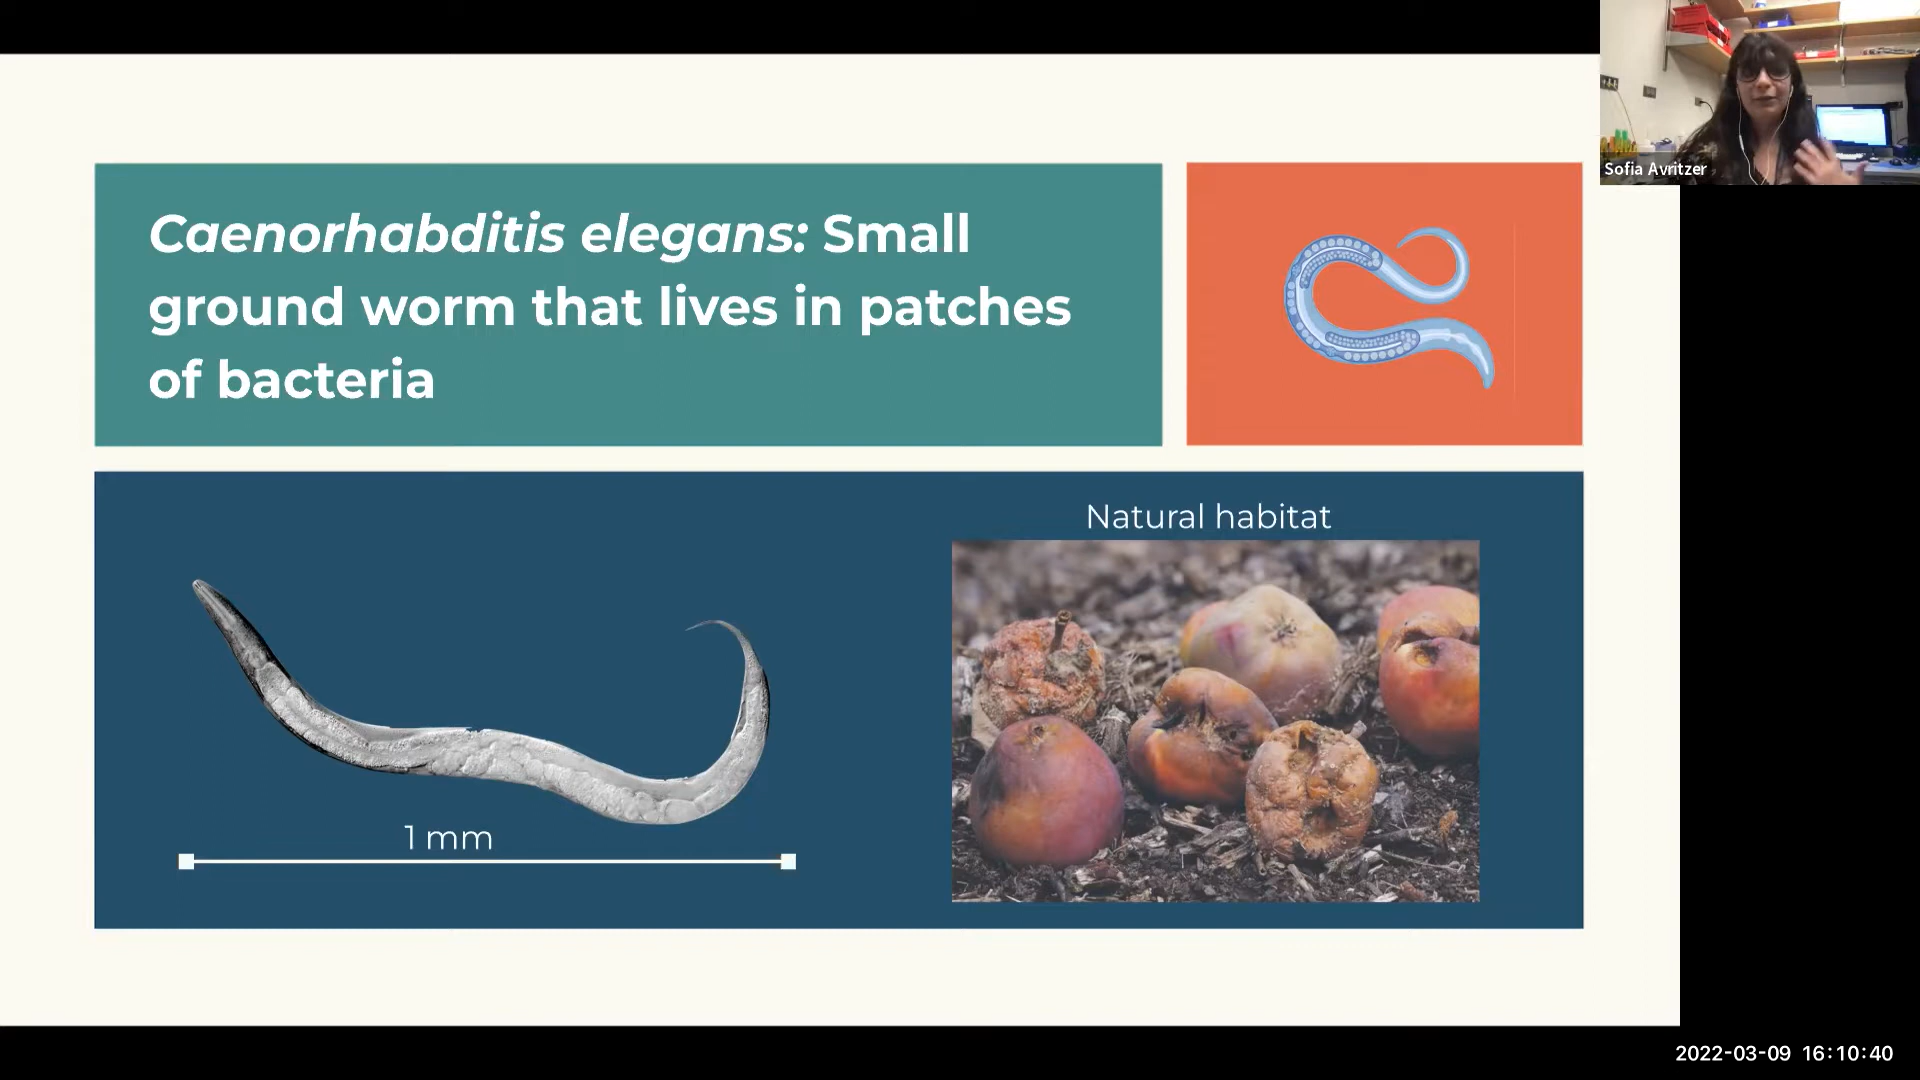 Caenorhabditis elegans: Small
ground worm that lives in patches
of bacteria
Sofia Avritzer
Natural habitat
1 mm
2022-03-09 16:10:40